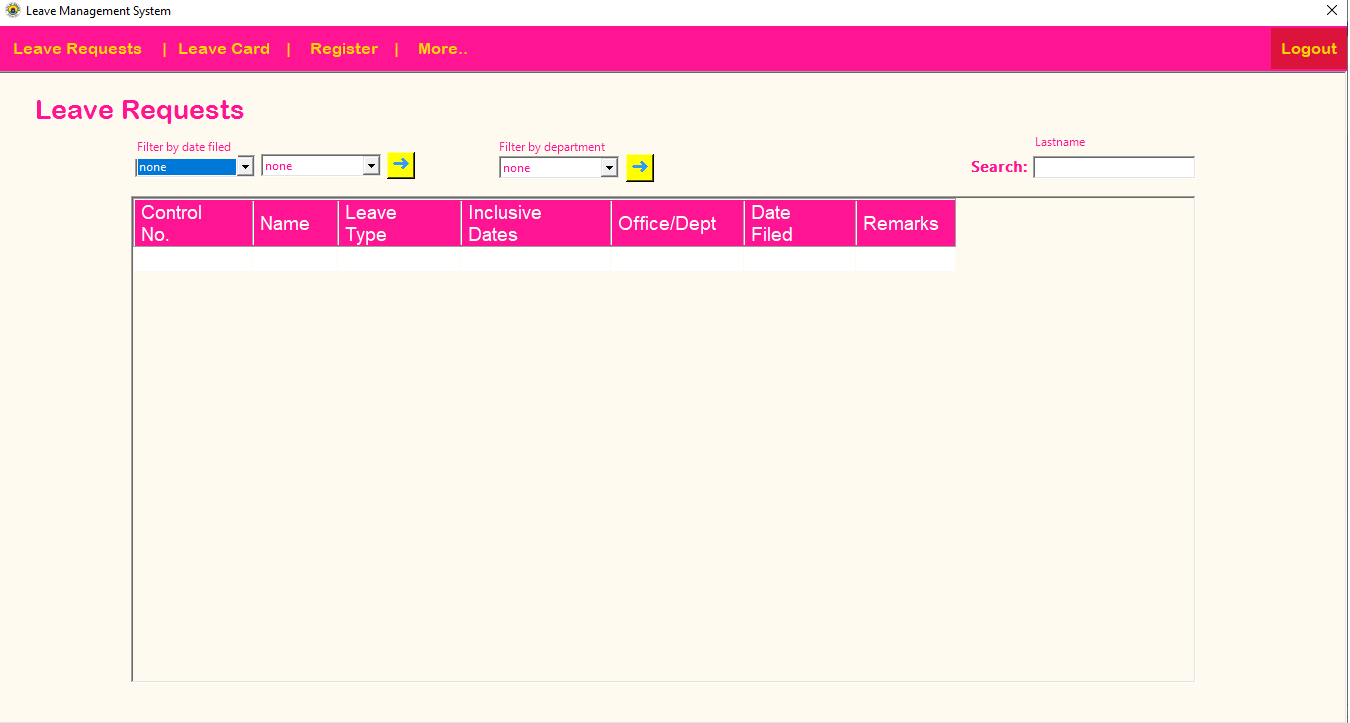 Leave Management System
Leave Requests | Leave Card | Register | More.. Logout
Leave Requests
Filter by date filed Filter by department Lastname
none none none Search:
Control No. Name Leave Type Inclusive Dates Office/Dept Date Filed Remarks